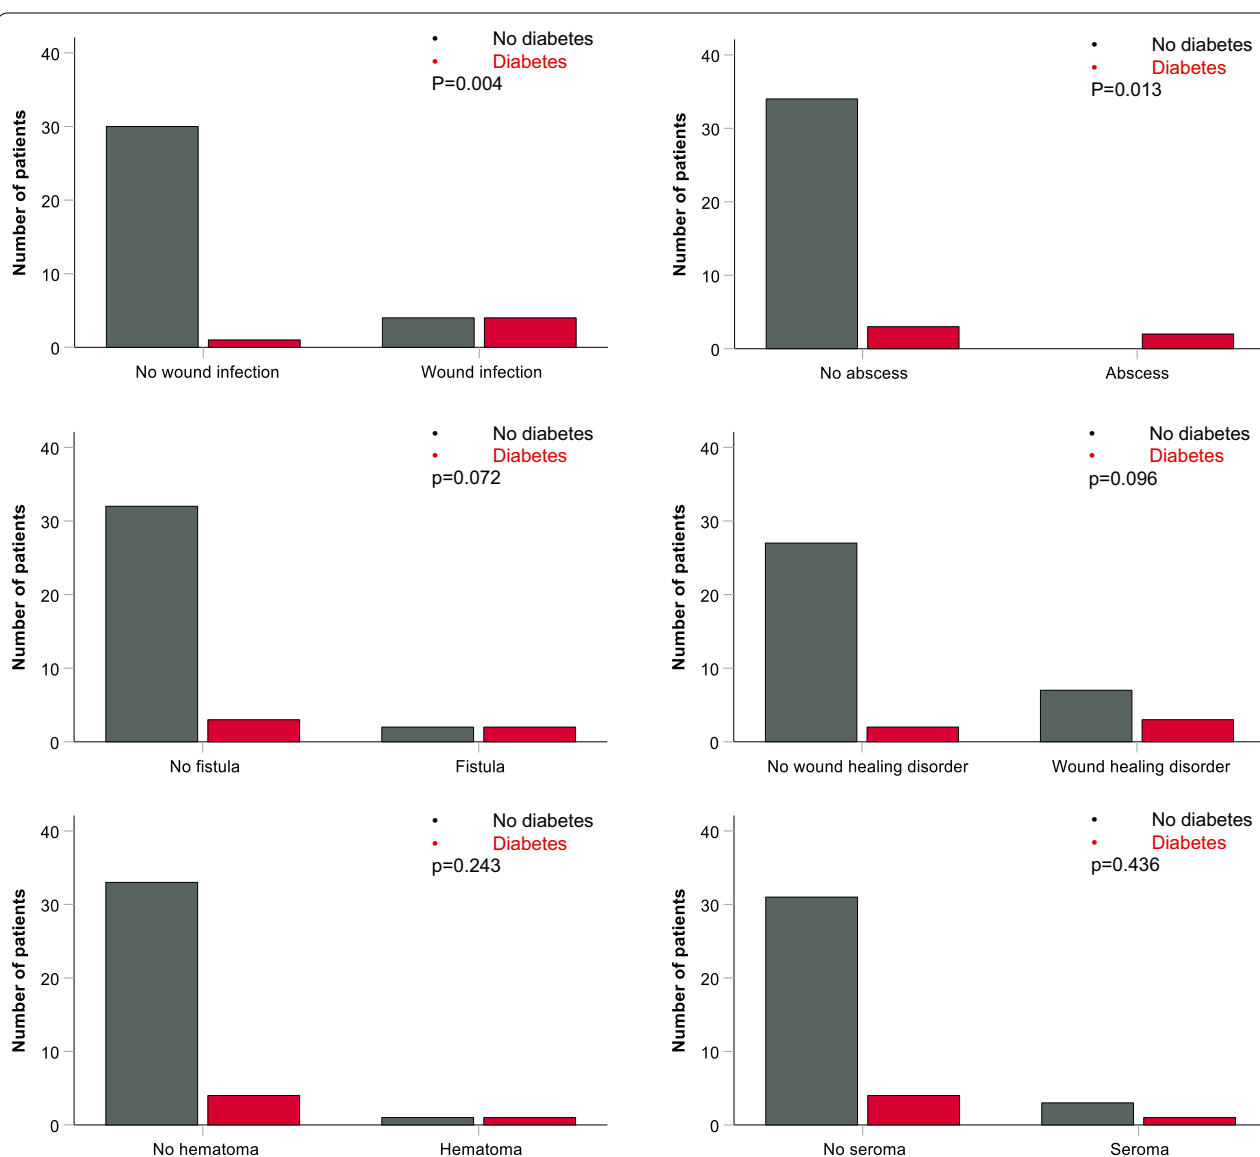 No diabetes
Diabetes
P=0.004
40
30
20
10
0
Number of patients
No wound infection
Wound infection
No diabetes
Diabetes
P=0.013
40
30
20
10
0
Number of patients
No abscess
Abscess
No diabetes
Diabetes
p=0.072
40
30
20
10
0
Number of patients
No fistula
Fistula
No diabetes
Diabetes
p=0.096
40
30
20
10
0
Number of patients
No wound healing disorder
Wound healing disorder
No diabetes
Diabetes
p=0.243
40
30
20
10
0
Number of patients
No hematoma
Hematoma
No diabetes
Diabetes
p=0.436
40
30
20
10
0
Number of patients
No seroma
Seroma